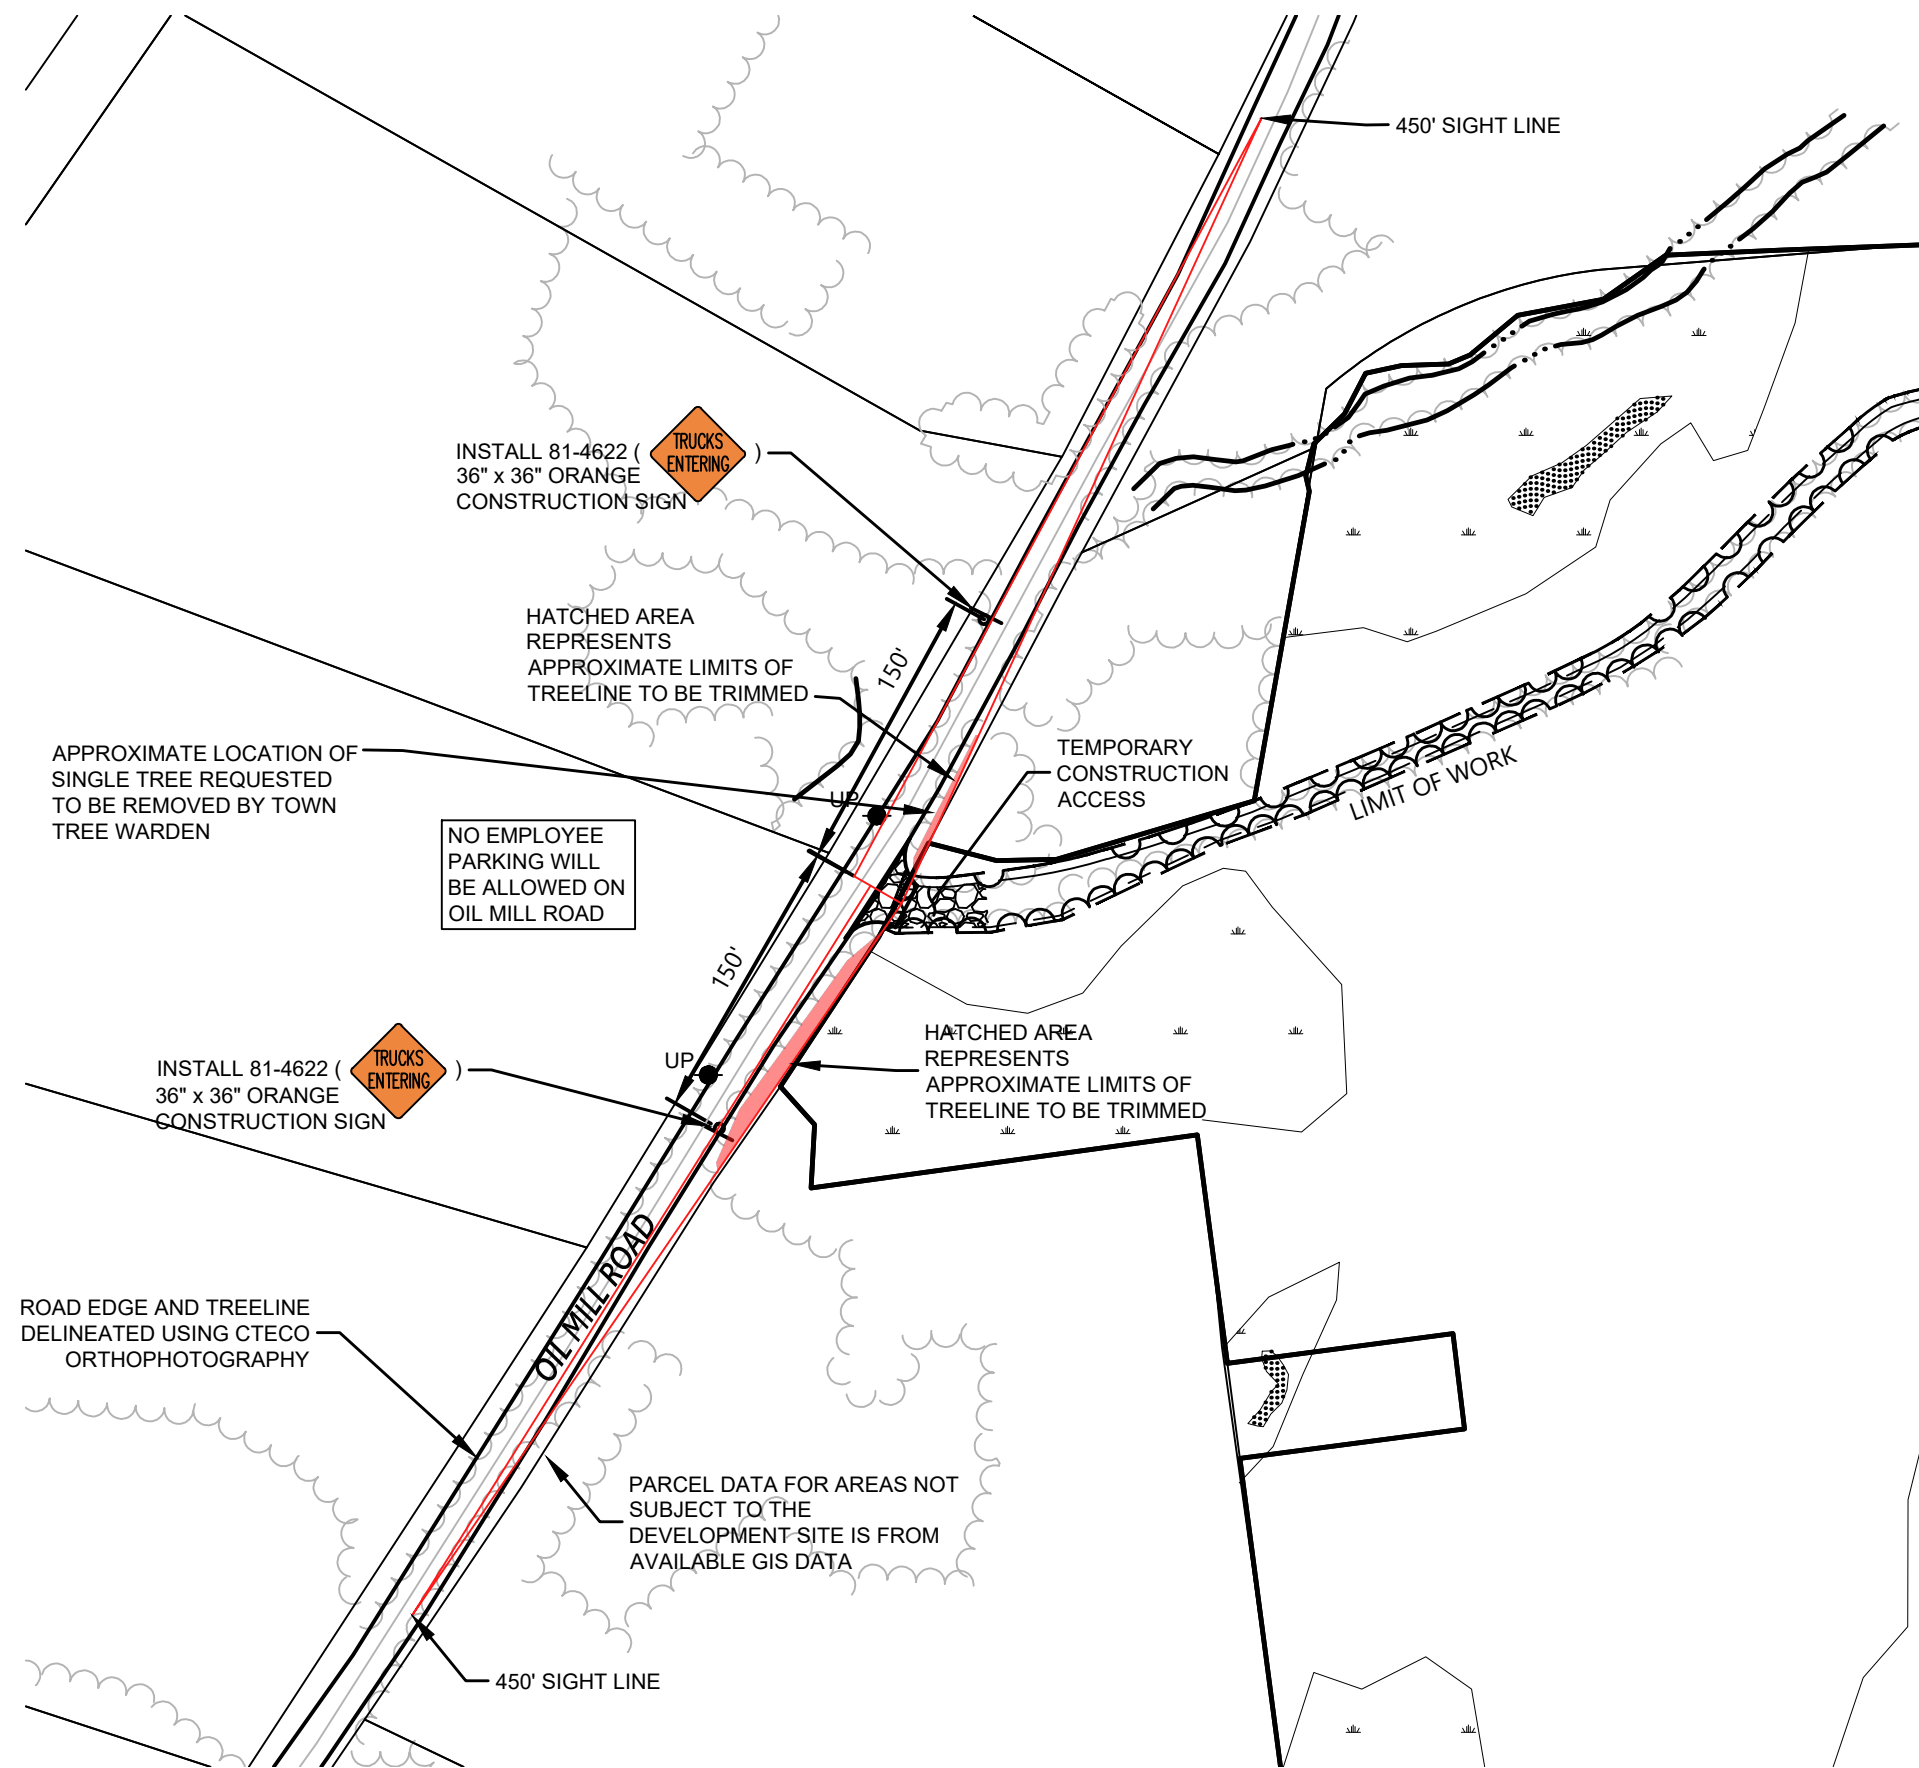 450' SIGHT LINE
INSTALL 81-4622 ( TRUCKS ENTERING )
36" x 36" ORANGE
CONSTRUCTION SIGN
HATCHED AREA
REPRESENTS
APPROXIMATE LIMITS OF
TREELINE TO BE TRIMMED
150'
APPROXIMATE LOCATION OF
SINGLE TREE REQUESTED
TO BE REMOVED BY TOWN
TREE WARDEN
UP
TEMPORARY
CONSTRUCTION
ACCESS
LIMIT OF WORK
NO EMPLOYEE
PARKING WILL
BE ALLOWED ON
OIL MILL ROAD
150'
UP
HATCHED AREA
REPRESENTS
APPROXIMATE LIMITS OF
TREELINE TO BE TRIMMED
INSTALL 81-4622 ( TRUCKS ENTERING )
36" x 36" ORANGE
CONSTRUCTION SIGN
OIL MILL ROAD
ROAD EDGE AND TREELINE
DELINEATED USING CTECO
ORTHOPHOTOGRAPHY
PARCEL DATA FOR AREAS NOT
SUBJECT TO THE
DEVELOPMENT SITE IS FROM
AVAILABLE GIS DATA
450' SIGHT LINE